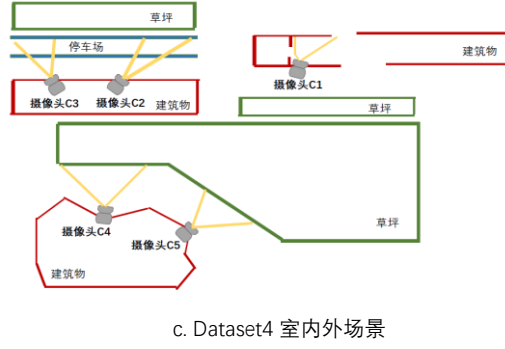 草坪
停车场
建筑物
摄像头C1
摄像头C3
摄像头C2
建筑物
草坪
草坪
摄像头C4
摄像头C5
建筑物
c. Dataset4 室内外场景